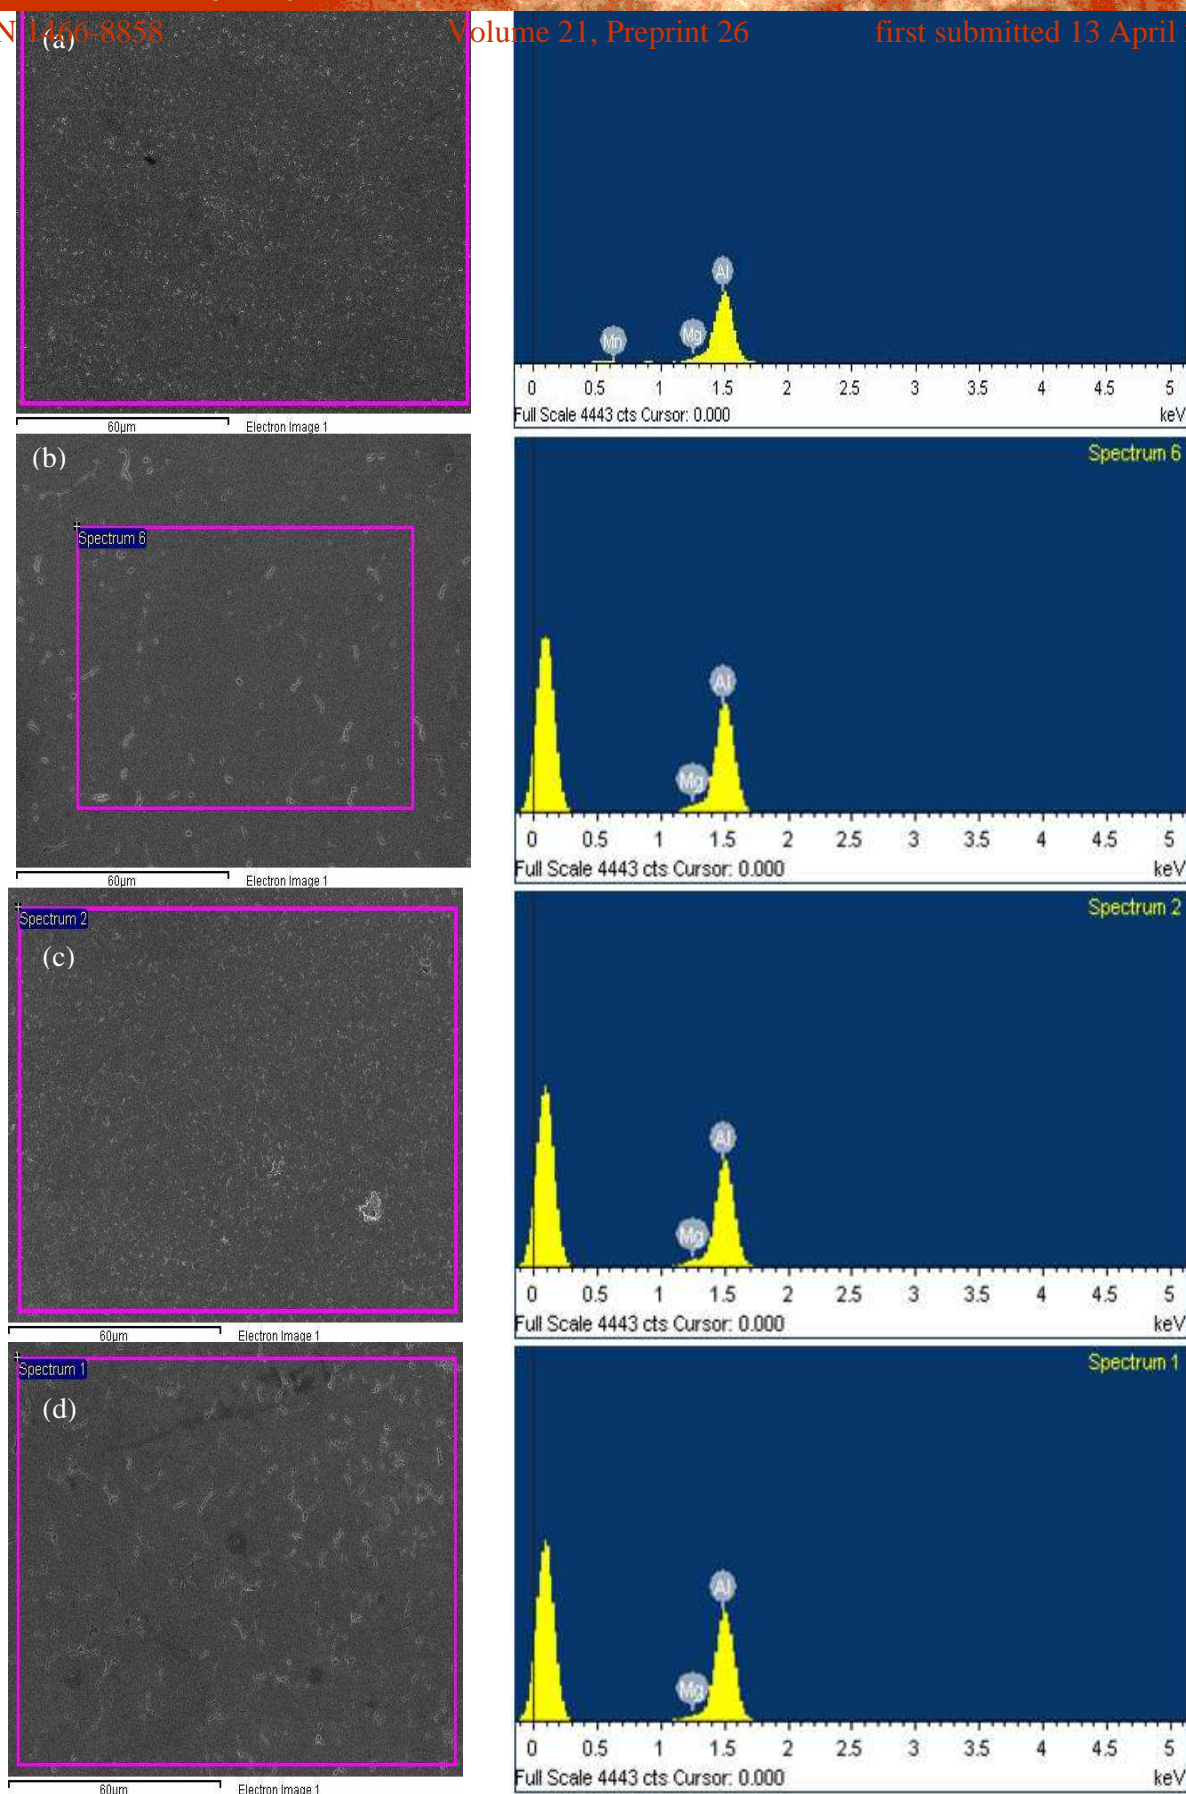 N 1466-8858 Volume 21, Preprint 26 first submitted 13 April
(a)
Al
Mn Mg
0 0.5 1 1.5 2 2.5 3 3.5 4 4.5 5
Full Scale 4443 cts Cursor: 0.000 keV
60µm Electron Image 1
(b)
Spectrum 6
Spectrum 6
Al
Mg
0 0.5 1 1.5 2 2.5 3 3.5 4 4.5 5
Full Scale 4443 cts Cursor: 0.000 keV
60µm Electron Image 1
Spectrum 2
(c)
Spectrum 2
Al
Mg
0 0.5 1 1.5 2 2.5 3 3.5 4 4.5 5
Full Scale 4443 cts Cursor: 0.000 keV
60µm Electron Image 1
Spectrum 1
(d)
Spectrum 1
Al
Mg
0 0.5 1 1.5 2 2.5 3 3.5 4 4.5 5
Full Scale 4443 cts Cursor: 0.000 keV
60µm Electron Image 1